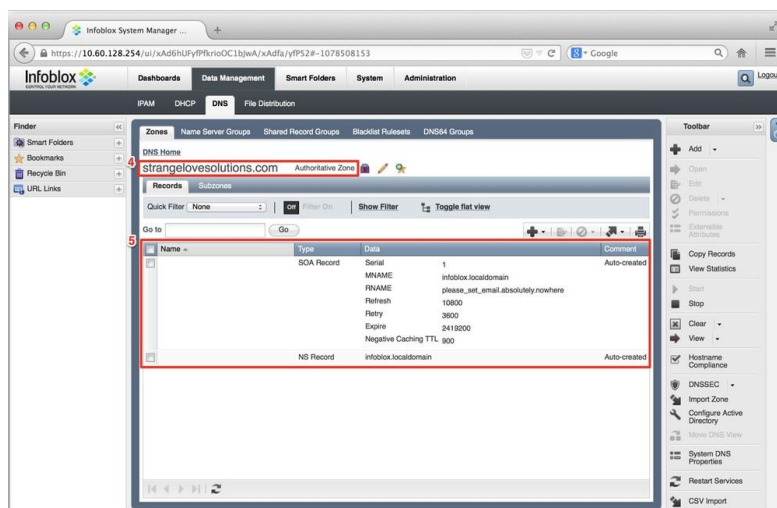 Infoblox System Manager ...
https://10.60.128.254/ui/xAd6hUFyfPfkrioOC1bJwA/xAdfa/yfPS2#-1078508153
Google
Infoblox
CONTROL YOUR NETWORK
Dashboards
Data Management
Smart Folders
System
Administration
Logou
IPAM
DHCP
DNS
File Distribution
Finder
Smart Folders
Bookmarks
Recycle Bin
URL Links
Zones
Name Server Groups
Shared Record Groups
Blacklist Rulesets
DNS64 Groups
DNS Home
4
strangelovesolutions.com
Authoritative Zone
Records
Subzones
Quick Filter
None
Off
Filter On
Show Filter
Toggle flat view
Go to
Go
5
Name
Type
Data
Comment
SOA Record
Serial 1
Auto-created
MNAME infoblox.localdomain
RNAME please_set_email.absolutely.nowhere
Refresh 10800
Retry 3600
Expire 2419200
Negative Caching TTL 900
NS Record
infoblox.localdomain
Auto-created
Toolbar
Add
Open
Edit
Delete
Permissions
Extensible
Attributes
Copy Records
View Statistics
Start
Stop
Clear
View
Hostname
Compliance
DNSSEC
Import Zone
Configure Active
Directory
Move DNS View
System DNS
Properties
Restart Services
CSV Import